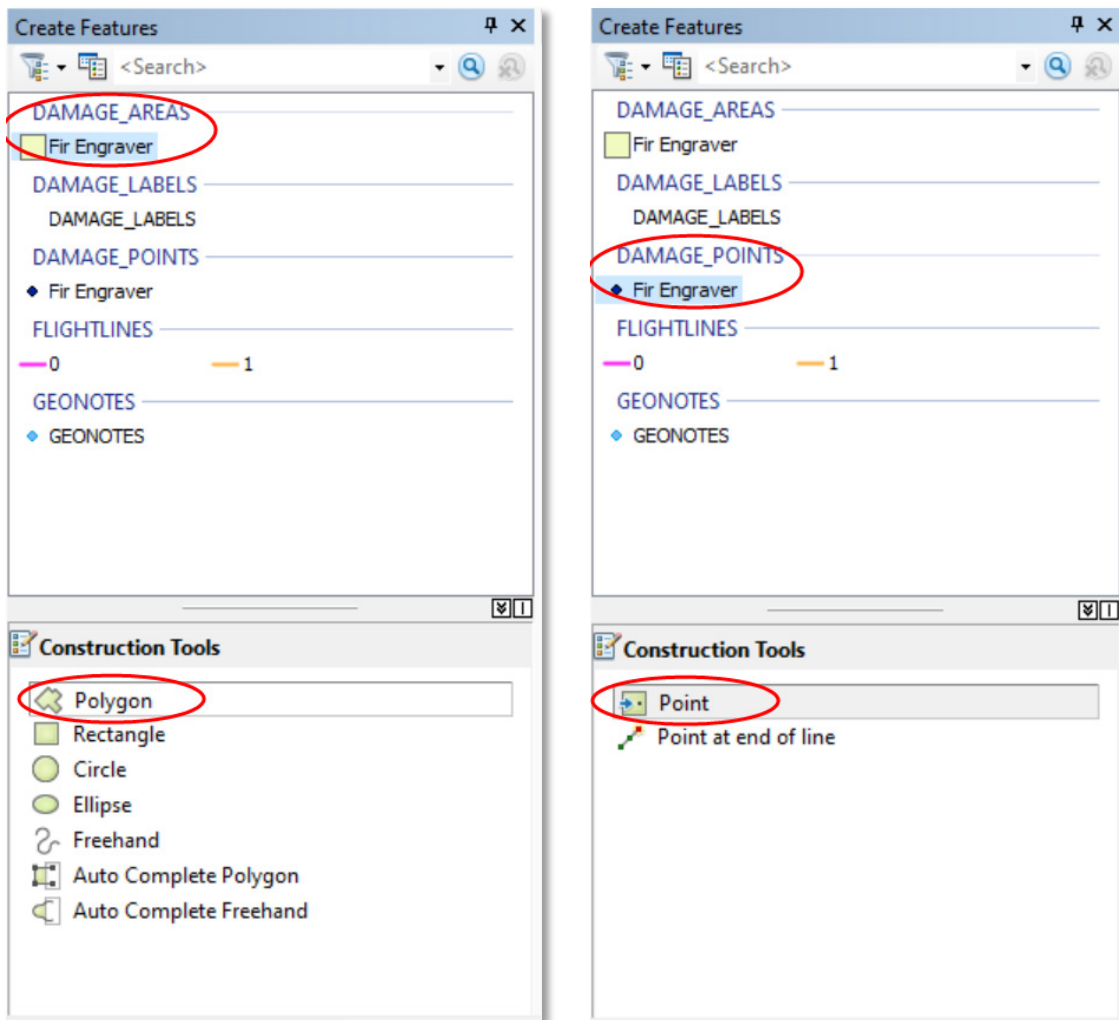 Create Features
<Search>
DAMAGE_AREAS
Fir Engraver
DAMAGE_LABELS
DAMAGE_LABELS
DAMAGE_POINTS
Fir Engraver
FLIGHTLINES
0 1
GEONOTES
GEONOTES
Construction Tools
Polygon
Rectangle
Circle
Ellipse
Freehand
Auto Complete Polygon
Auto Complete Freehand
Create Features
<Search>
DAMAGE_AREAS
Fir Engraver
DAMAGE_LABELS
DAMAGE_LABELS
DAMAGE_POINTS
Fir Engraver
FLIGHTLINES
0 1
GEONOTES
GEONOTES
Construction Tools
Point
Point at end of line